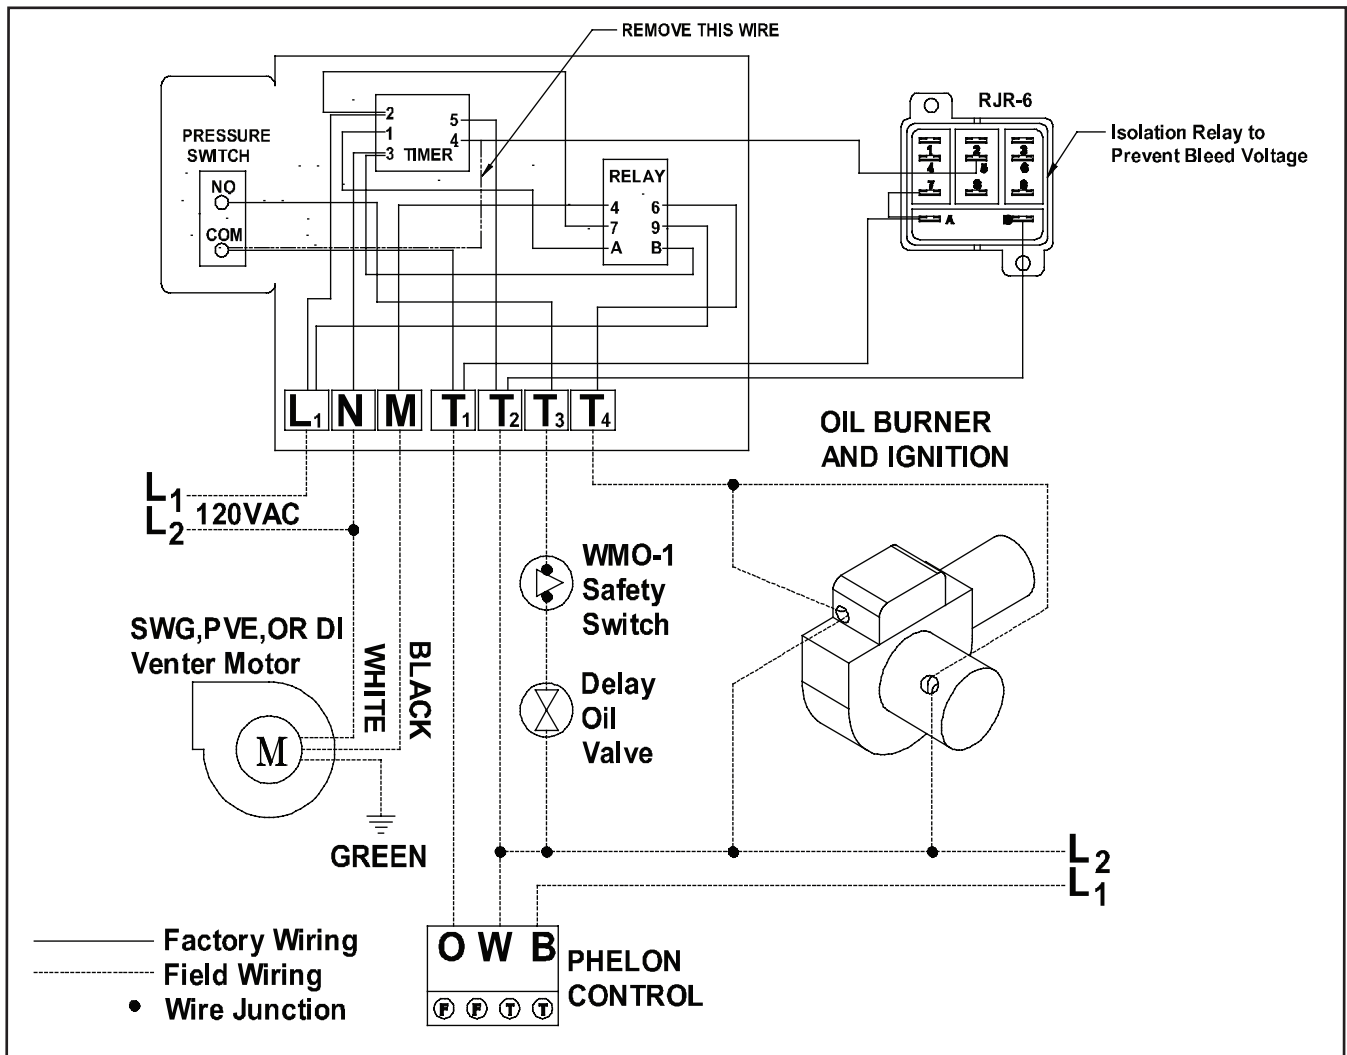 REMOVE THIS WIRE
RJR-6
Isolation Relay to
Prevent Bleed Voltage
PRESSURE
SWITCH
NO
COM
2
1
3
5
4
TIMER
RELAY
4
7
A
6
9
B
1
2
3
4
5
6
7
8
9
A
B
L1
N
M
T1
T2
T3
T4
OIL BURNER
AND IGNITION
L1
L2
120VAC
WMO-1
Safety
Switch
SWG,PVE,OR DI
Venter Motor
WHITE
BLACK
M
GREEN
Delay
Oil
Valve
L2
L1
Factory Wiring
Field Wiring
Wire Junction
O W B
F F T T
PHELON
CONTROL